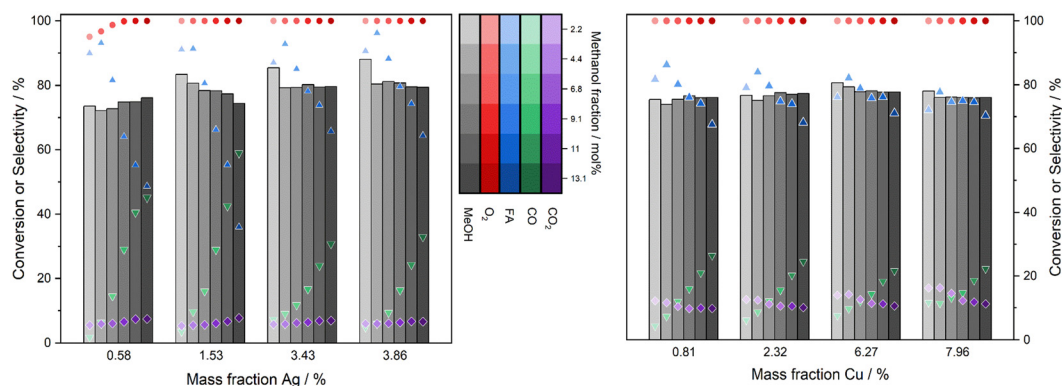 Conversion or Selectivity / %
100
80
60
40
20
0
0.58 1.53 3.43 3.86
Mass fraction Ag / %
2.2
4.4
6.8
9.1
11
13.1
Methanol fraction / mol%
MeOH
O₂
FA
CO
CO₂
0.81 2.32 6.27 7.96
Mass fraction Cu / %
100
80
60
40
20
0
Conversion or Selectivity / %